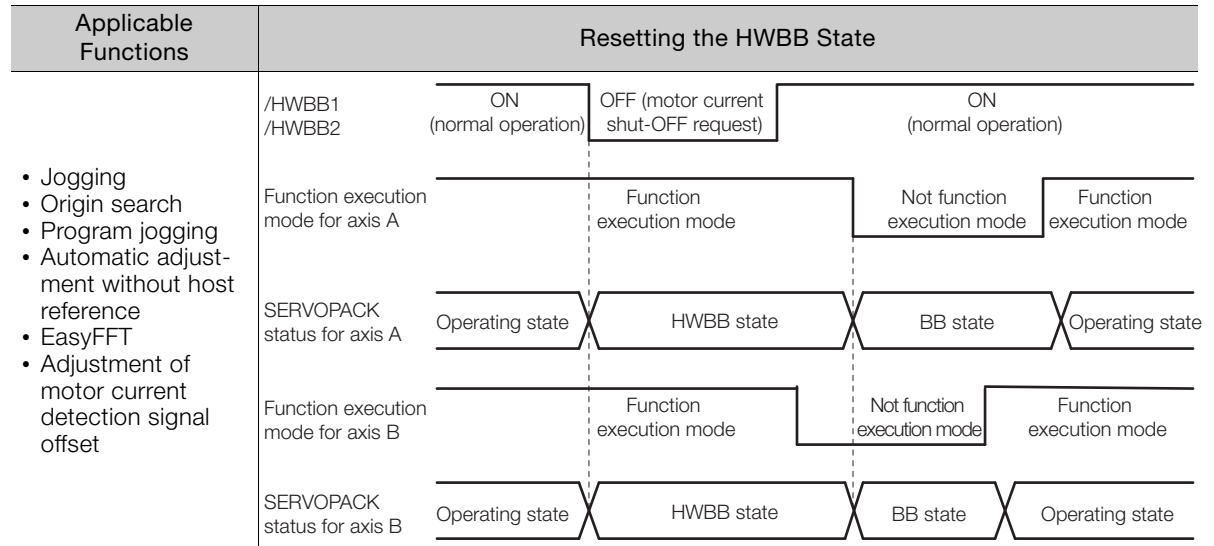 Applicable
Functions
Resetting the HWBB State
• Jogging
• Origin search
• Program jogging
• Automatic adjust-
ment without host
reference
• EasyFFT
• Adjustment of
motor current
detection signal
offset
/HWBB1
/HWBB2
ON
(normal operation)
OFF (motor current
shut-OFF request)
ON
(normal operation)
Function execution
mode for axis A
Function
execution mode
Not function
execution mode
Function
execution mode
SERVOPACK
status for axis A
Operating state
HWBB state
BB state
Operating state
Function execution
mode for axis B
Function
execution mode
Not function
execution mode
Function
execution mode
SERVOPACK
status for axis B
Operating state
HWBB state
BB state
Operating state